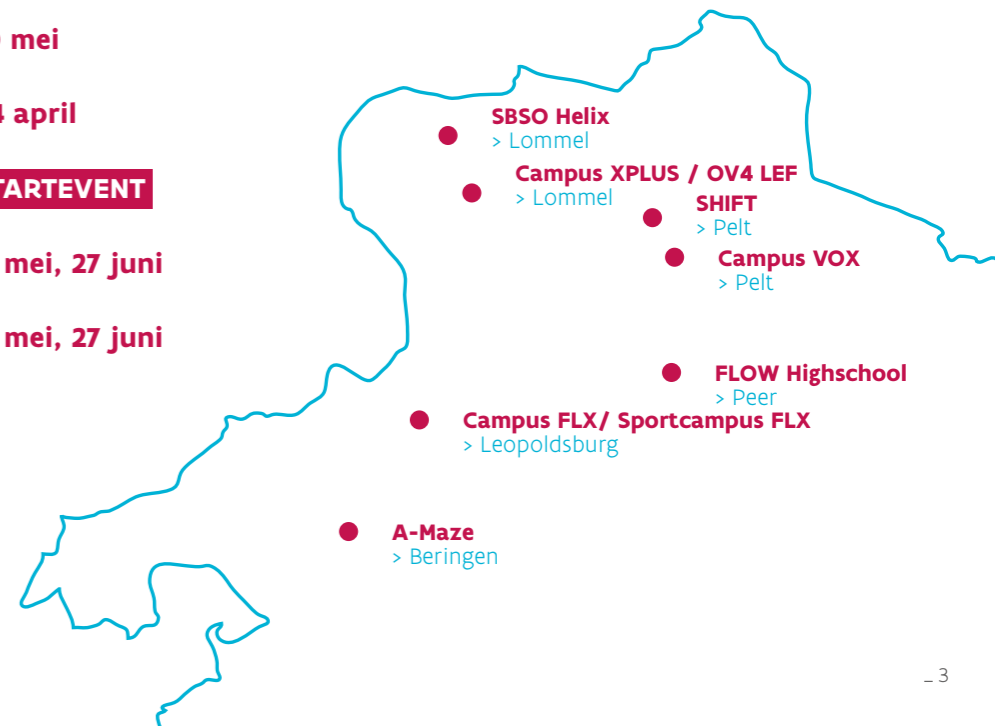 mei
april
TARTEVENT
mei, 27 juni
mei, 27 juni
SBSO Helix
> Lommel
Campus XPLUS / OV4 LEF
> Lommel
SHIFT
> Pelt
Campus VOX
> Pelt
FLOW Highschool
> Peer
Campus FLX/ Sportcampus FLX
> Leopoldsburg
A-Maze
> Beringen
_ 3